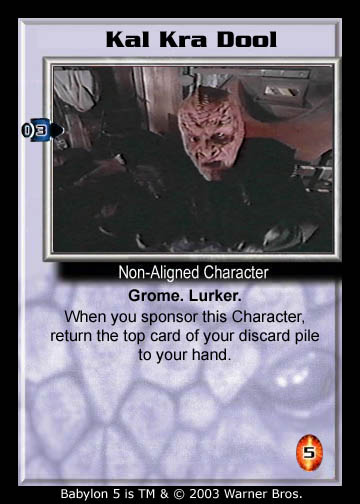 Kal Kra Dool
0 3
Non-Aligned Character
Grome. Lurker.
When you sponsor this Character,
return the top card of your discard pile
to your hand.
5
Babylon 5 is TM & © 2003 Warner Bros.